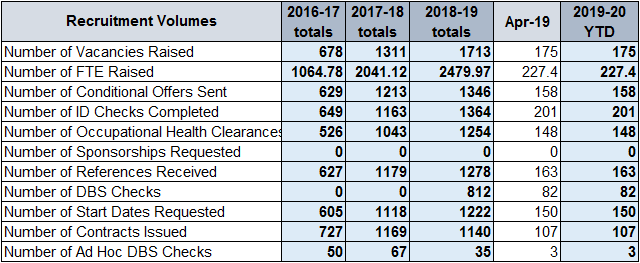 Recruitment Volumes 2016-17 totals 2017-18 totals 2018-19 totals Apr-19 2019-20 YTD
Number of Vacancies Raised 678 1311 1713 175 175
Number of FTE Raised 1064.78 2041.12 2479.97 227.4 227.4
Number of Conditional Offers Sent 629 1213 1346 158 158
Number of ID Checks Completed 649 1163 1364 201 201
Number of Occupational Health Clearances 526 1043 1254 148 148
Number of Sponsorships Requested 0 0 0 0 0
Number of References Received 627 1179 1278 163 163
Number of DBS Checks 0 0 812 82 82
Number of Start Dates Requested 605 1118 1222 150 150
Number of Contracts Issued 727 1169 1140 107 107
Number of Ad Hoc DBS Checks 50 67 35 3 3